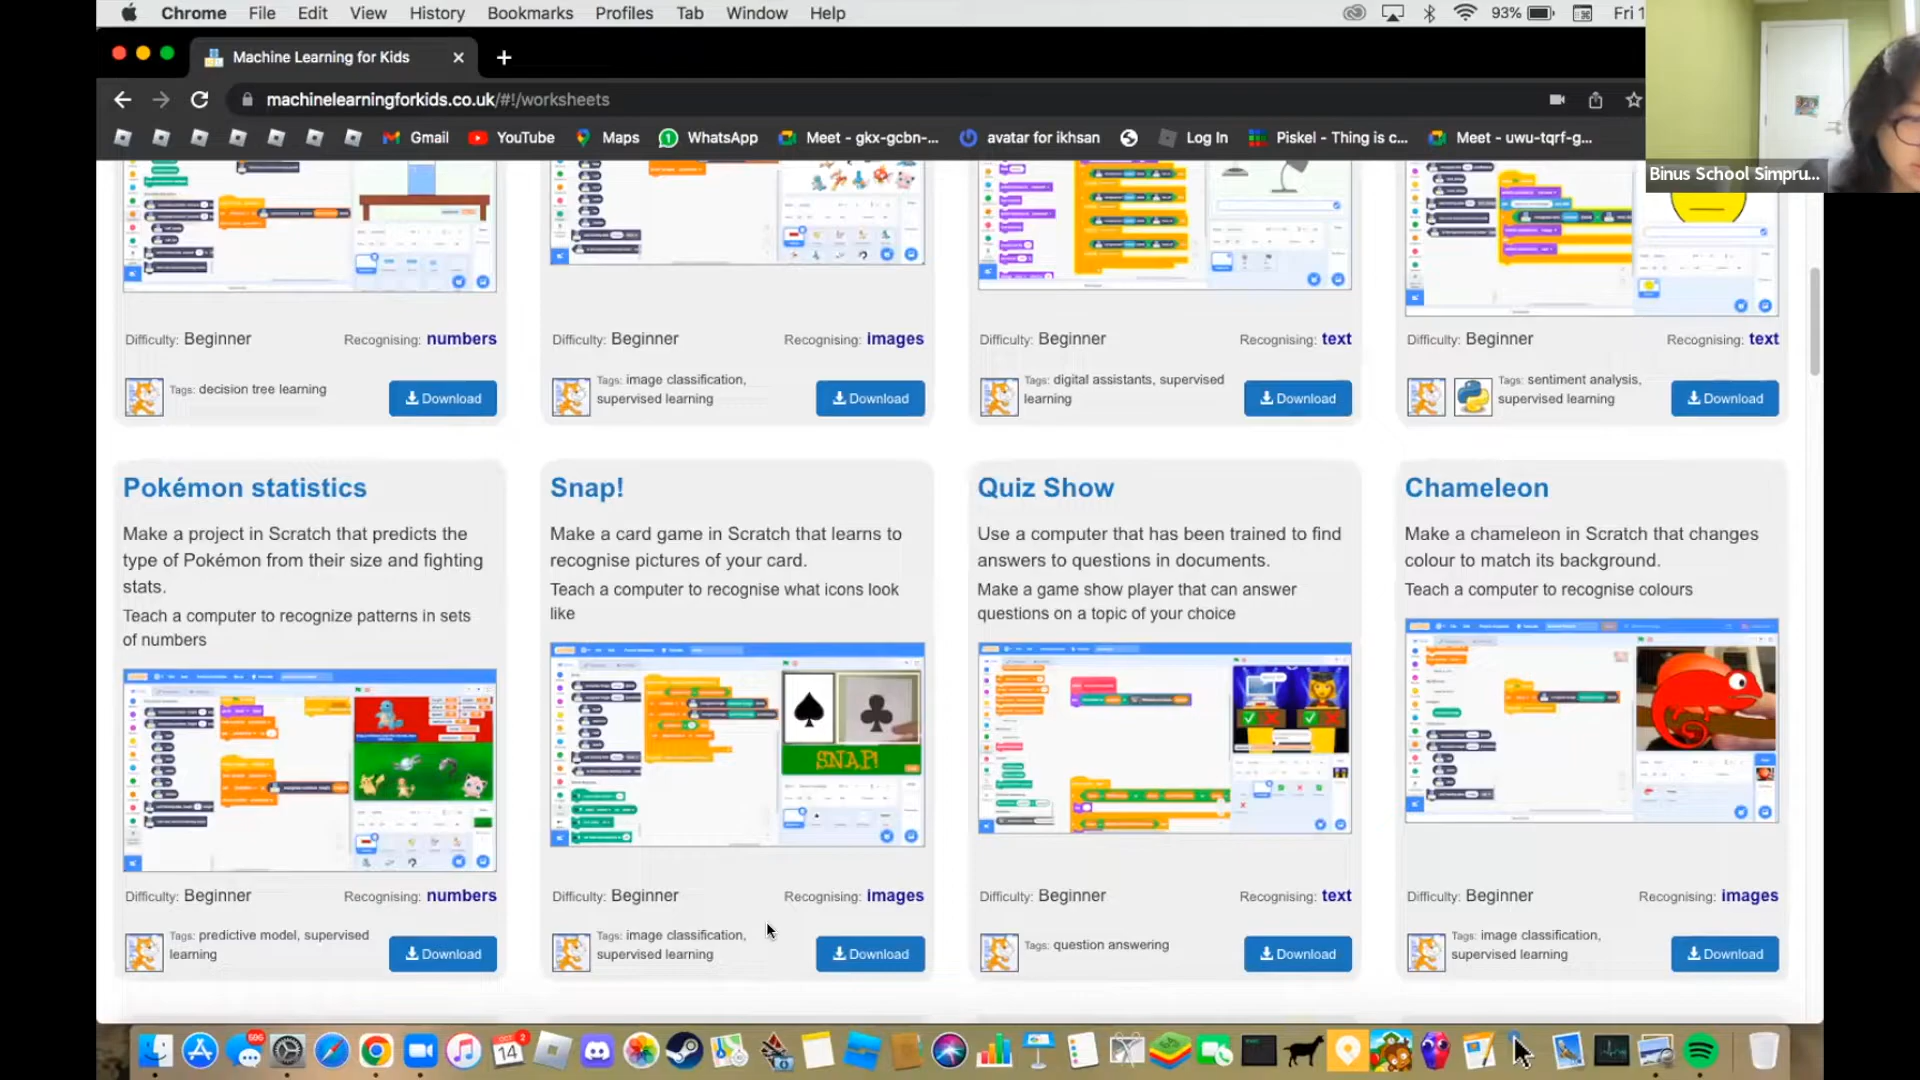 Chrome File Edit View History Bookmarks Profiles Tab Window Help 93% Fri 1
Machine Learning for Kids
machinelearningforkids.co.uk/#!/worksheets
Gmail YouTube Maps WhatsApp Meet - gkx-gcbn-... avatar for ikhsan Log In Piskel - Thing is c... Meet - uwu-tqrf-g...
Binus School Simpru...
Difficulty: Beginner Recognising: numbers
Tags: decision tree learning
Download
Difficulty: Beginner Recognising: images
Tags: image classification,
supervised learning
Download
Difficulty: Beginner Recognising: text
Tags: digital assistants, supervised
learning
Download
Difficulty: Beginner Recognising: text
Tags: sentiment analysis,
supervised learning
Download
Pokémon statistics
Make a project in Scratch that predicts the
type of Pokémon from their size and fighting
stats.
Teach a computer to recognize patterns in sets
of numbers
Difficulty: Beginner Recognising: numbers
Tags: predictive model, supervised
learning
Download
Snap!
Make a card game in Scratch that learns to
recognise pictures of your card.
Teach a computer to recognise what icons look
like
SNAP!
Difficulty: Beginner Recognising: images
Tags: image classification,
supervised learning
Download
Quiz Show
Use a computer that has been trained to find
answers to questions in documents.
Make a game show player that can answer
questions on a topic of your choice
Difficulty: Beginner Recognising: text
Tags: question answering
Download
Chameleon
Make a chameleon in Scratch that changes
colour to match its background.
Teach a computer to recognise colours
Difficulty: Beginner Recognising: images
Tags: image classification,
supervised learning
Download
696
OCT
14
2